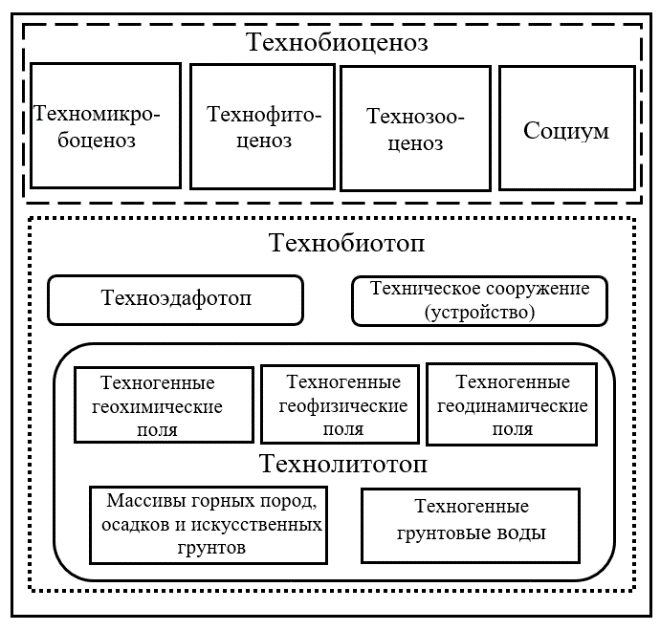 Технобиоценоз
Техномикро-
боценоз
Технофито-
ценоз
Технозоо-
ценоз
Социум
Технобиотоп
Техноэдафотоп
Техническое сооружение
(устройство)
Техногенные
геохимические
поля
Техногенные
геофизические
поля
Техногенные
геодинамические
поля
Технолитотоп
Массивы горных пород,
осадков и искусственных
грунтов
Техногенные
грунтовые воды